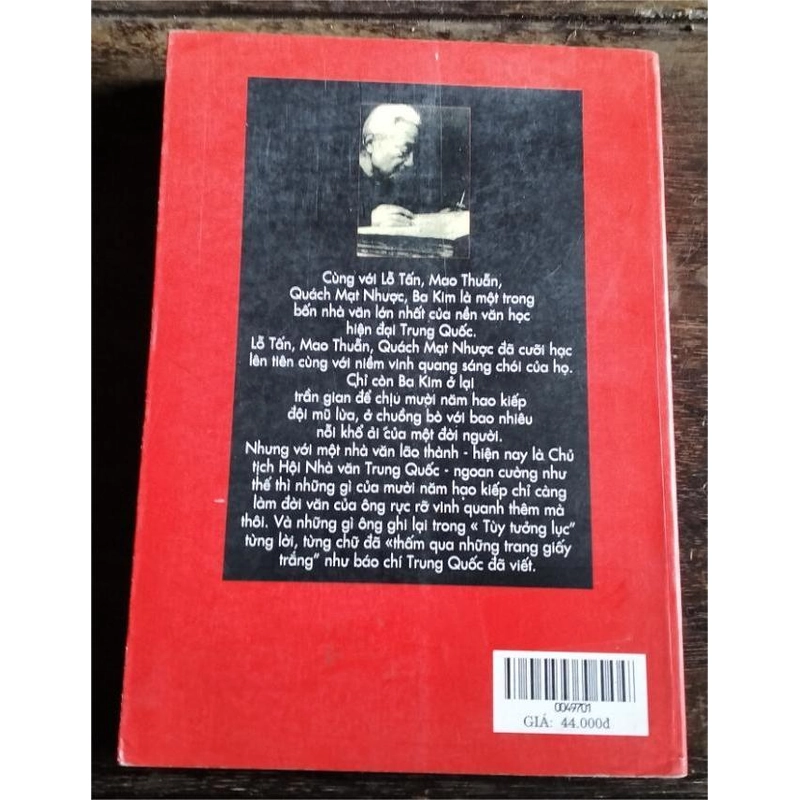 Cùng với Lỗ Tấn, Mao Thuẫn,
Quách Mạt Nhược, Ba Kim là một trong
bốn nhà văn lớn nhất của nền văn học
hiện đại Trung Quốc.
Lỗ Tấn, Mao Thuẫn, Quách Mạt Nhược đã cưỡi hạc
lên tiên cùng với niềm vinh quang sáng chói của họ.
Chỉ còn Ba Kim ở lại
trần gian để chịu mười năm hao kiếp
đội mũ lừa, ở chuồng bò với bao nhiêu
nỗi khổ ải của một đời người.
Nhưng với một nhà văn lão thành - hiện nay là Chủ
tịch Hội Nhà văn Trung Quốc - ngoan cường như
thế thì những gì của mười năm hạo kiếp chỉ càng
làm đời văn của ông rực rỡ vinh quanh thêm mà
thôi. Và những gì ông ghi lại trong « Tùy tưởng lục”
từng lời, từng chữ đã «thấm qua những trang giấy
trắng” như báo chí Trung Quốc đã viết.
0049701
GIÁ: 44.000đ